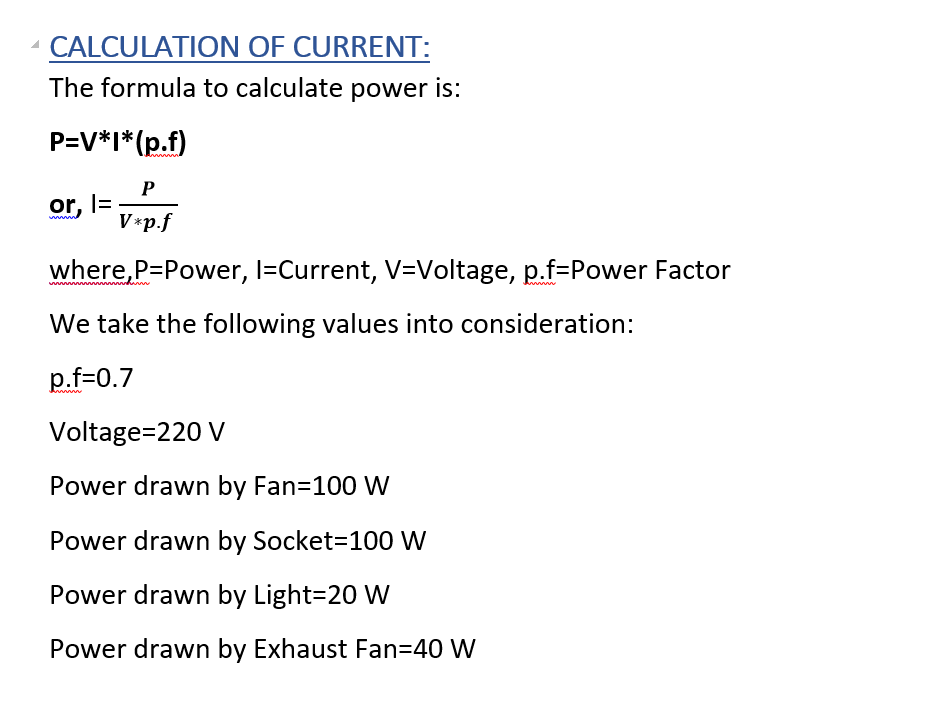 CALCULATION OF CURRENT:
The formula to calculate power is:
P=V*I*(p.f)
or, I= P / V*p.f
where,P=Power, I=Current, V=Voltage, p.f=Power Factor
We take the following values into consideration:
p.f=0.7
Voltage=220 V
Power drawn by Fan=100 W
Power drawn by Socket=100 W
Power drawn by Light=20 W
Power drawn by Exhaust Fan=40 W